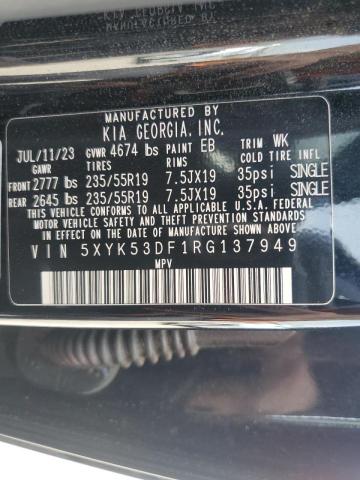 MANUFACTURED BY
KIA GEORGIA, INC.
JUL/11/23 GVWR 4674 lbs PAINT EB TRIM WK
GAWR TIRES RIMS COLD TIRE INFL
FRONT 2777 lbs 235/55R19 7.5JX19 35psi SINGLE
REAR 2645 lbs 235/55R19 7.5JX19 35psi SINGLE
THIS VEHICLE CONFORMS TO ALL APPLICABLE U.S.A. FEDERAL
MOTOR VEHICLE SAFETY AND THEFT PREVENTION STANDARDS
IN EFFECT ON THE DATE OF MANUFACTURE SHOWN ABOVE.
VIN 5XYK53DF1RG137949
MPV